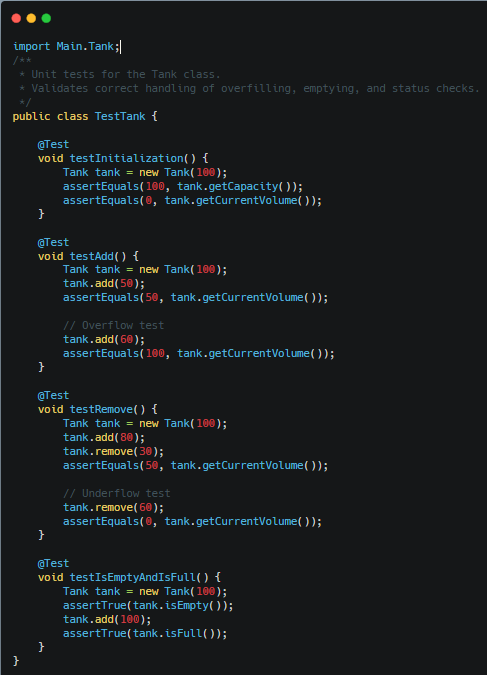 import Main.Tank;
/**
 * Unit tests for the Tank class.
 * Validates correct handling of overfilling, emptying, and status checks.
 */
public class TestTank {

    @Test
    void testInitialization() {
        Tank tank = new Tank(100);
        assertEquals(100, tank.getCapacity());
        assertEquals(0, tank.getCurrentVolume());
    }

    @Test
    void testAdd() {
        Tank tank = new Tank(100);
        tank.add(50);
        assertEquals(50, tank.getCurrentVolume());

        // Overflow test
        tank.add(60);
        assertEquals(100, tank.getCurrentVolume());
    }

    @Test
    void testRemove() {
        Tank tank = new Tank(100);
        tank.add(80);
        tank.remove(30);
        assertEquals(50, tank.getCurrentVolume());

        // Underflow test
        tank.remove(60);
        assertEquals(0, tank.getCurrentVolume());
    }

    @Test
    void testIsEmptyAndIsFull() {
        Tank tank = new Tank(100);
        assertTrue(tank.isEmpty());
        tank.add(100);
        assertTrue(tank.isFull());
    }
}